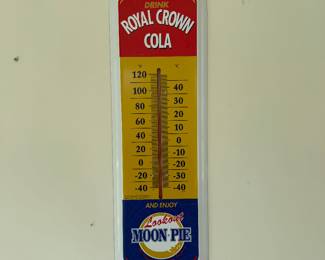 DRINK
ROYAL CROWN
COLA
°F °C
120
100 40
80 30
60 20
40 10
20 0
0 -10
-20 -20
-20 -30
-40 -40
AND ENJOY
Lookout
MOON·PIE